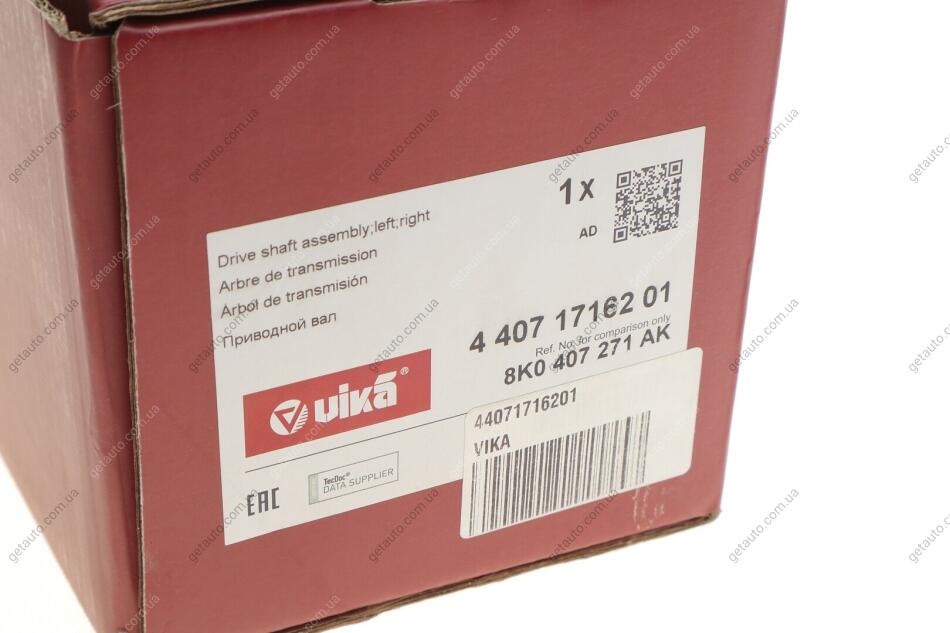 Drive shaft assembly;left;right
Arbre de transmission
Arbol de transmisión
Приводной вал
1x
AD
4 407 17162 01
Ref. No. for comparison only
8K0 407 271 AK
vika®
EAC
TecDoc®
DATA SUPPLIER
44071716201
VIKA
getauto.com.ua